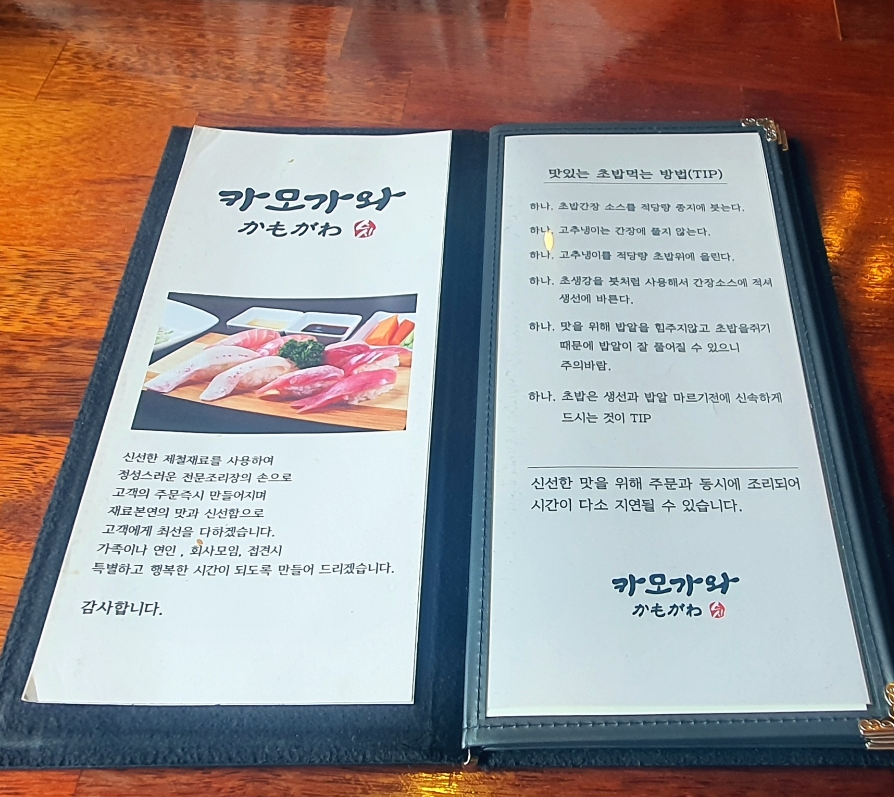 카모가와
かもがわ
신선한 제철재료를 사용하여
정성스러운 전문조리장의 손으로
고객의 주문즉시 만들어지며
재료본연의 맛과 신선함으로
고객에게 최선을 다하겠습니다.
가족이나 연인, 회사모임, 접견시
특별하고 행복한 시간이 되도록 만들어 드리겠습니다.
감사합니다.
맛있는 초밥먹는 방법(TIP)
하나. 초밥간장 소스를 적당량 종지에 붓는다.
하나. 고추냉이는 간장에 풀지 않는다.
하나. 고추냉이를 적당량 초밥위에 올린다.
하나. 초생강을 붓처럼 사용해서 간장소스에 적셔
생선에 바른다.
하나. 맛을 위해 밥알을 힘주지않고 초밥을쥐기
때문에 밥알이 잘 풀어질 수 있으니
주의바람.
하나. 초밥은 생선과 밥알 마르기전에 신속하게
드시는 것이 TIP
신선한 맛을 위해 주문과 동시에 조리되어
시간이 다소 지연될 수 있습니다.
카모가와
かもがわ